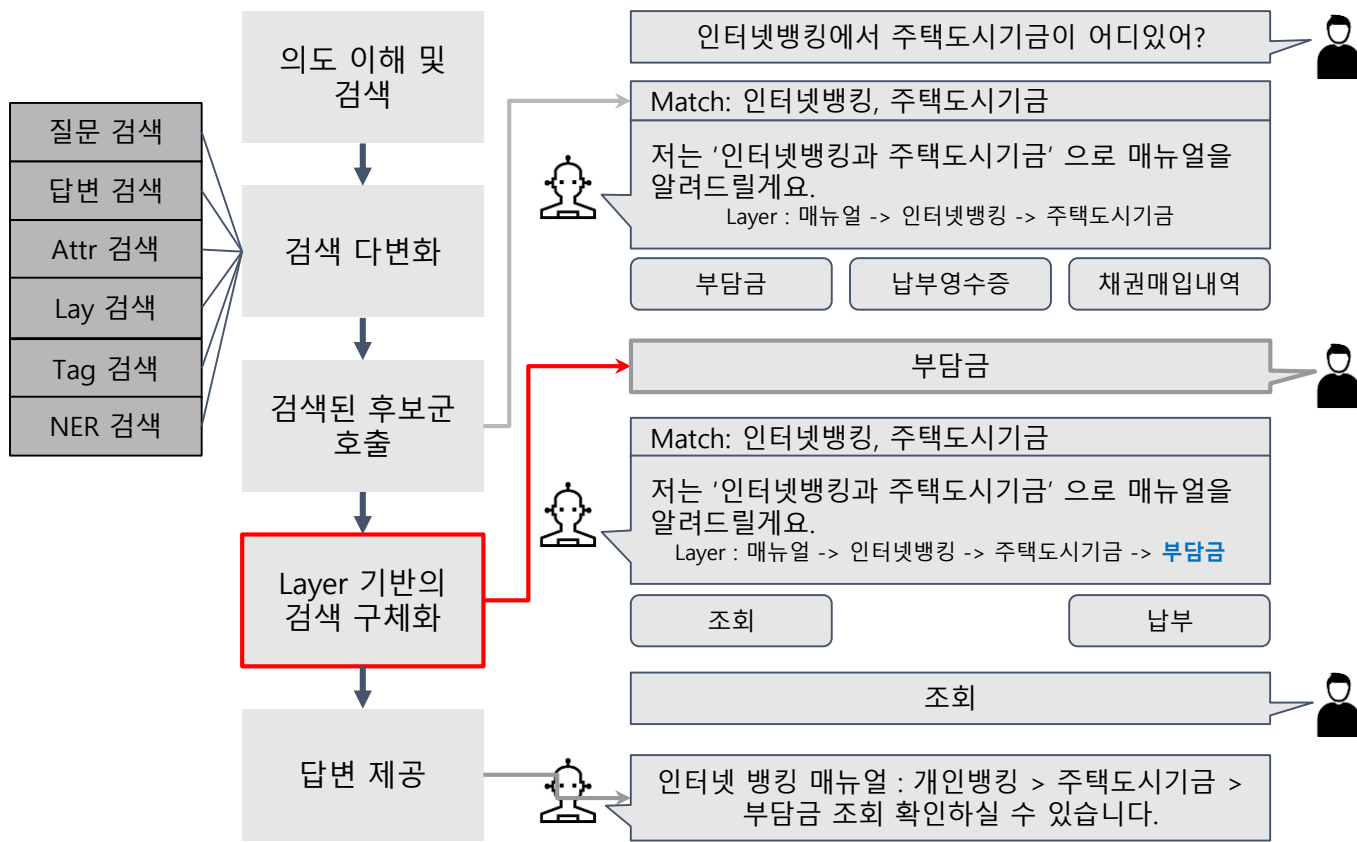 의도 이해 및
검색
질문 검색
답변 검색
Attr 검색
Lay 검색
Tag 검색
NER 검색
검색 다변화
검색된 후보군
호출
Layer 기반의
검색 구체화
답변 제공
인터넷뱅킹에서 주택도시기금이 어디있어?
Match: 인터넷뱅킹, 주택도시기금
저는 ‘인터넷뱅킹과 주택도시기금’ 으로 매뉴얼을
알려드릴게요.
Layer : 매뉴얼 -> 인터넷뱅킹 -> 주택도시기금
부담금
납부영수증
채권매입내역
부담금
Match: 인터넷뱅킹, 주택도시기금
저는 ‘인터넷뱅킹과 주택도시기금’ 으로 매뉴얼을
알려드릴게요.
Layer : 매뉴얼 -> 인터넷뱅킹 -> 주택도시기금 -> 부담금
조회
납부
조회
인터넷 뱅킹 매뉴얼 : 개인뱅킹 > 주택도시기금 >
부담금 조회 확인하실 수 있습니다.